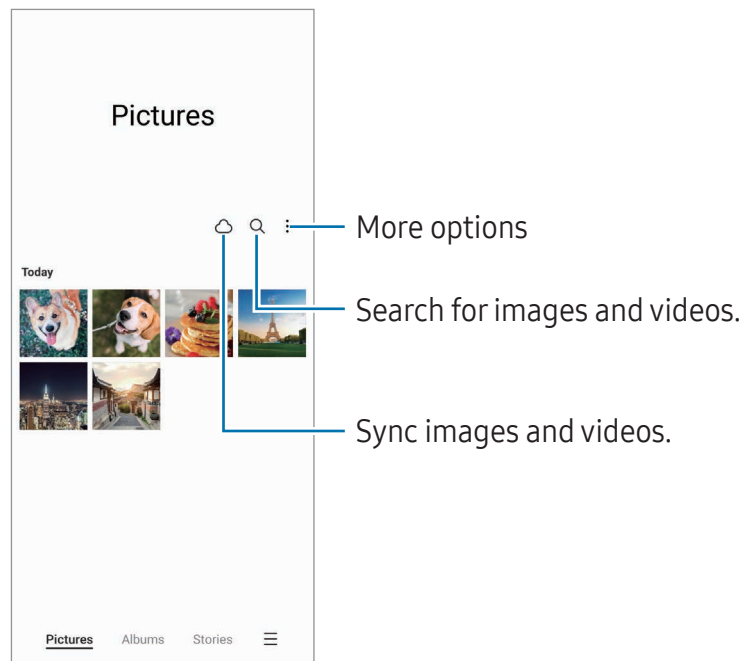 Pictures
More options
Today
Search for images and videos.
Sync images and videos.
Pictures Albums Stories